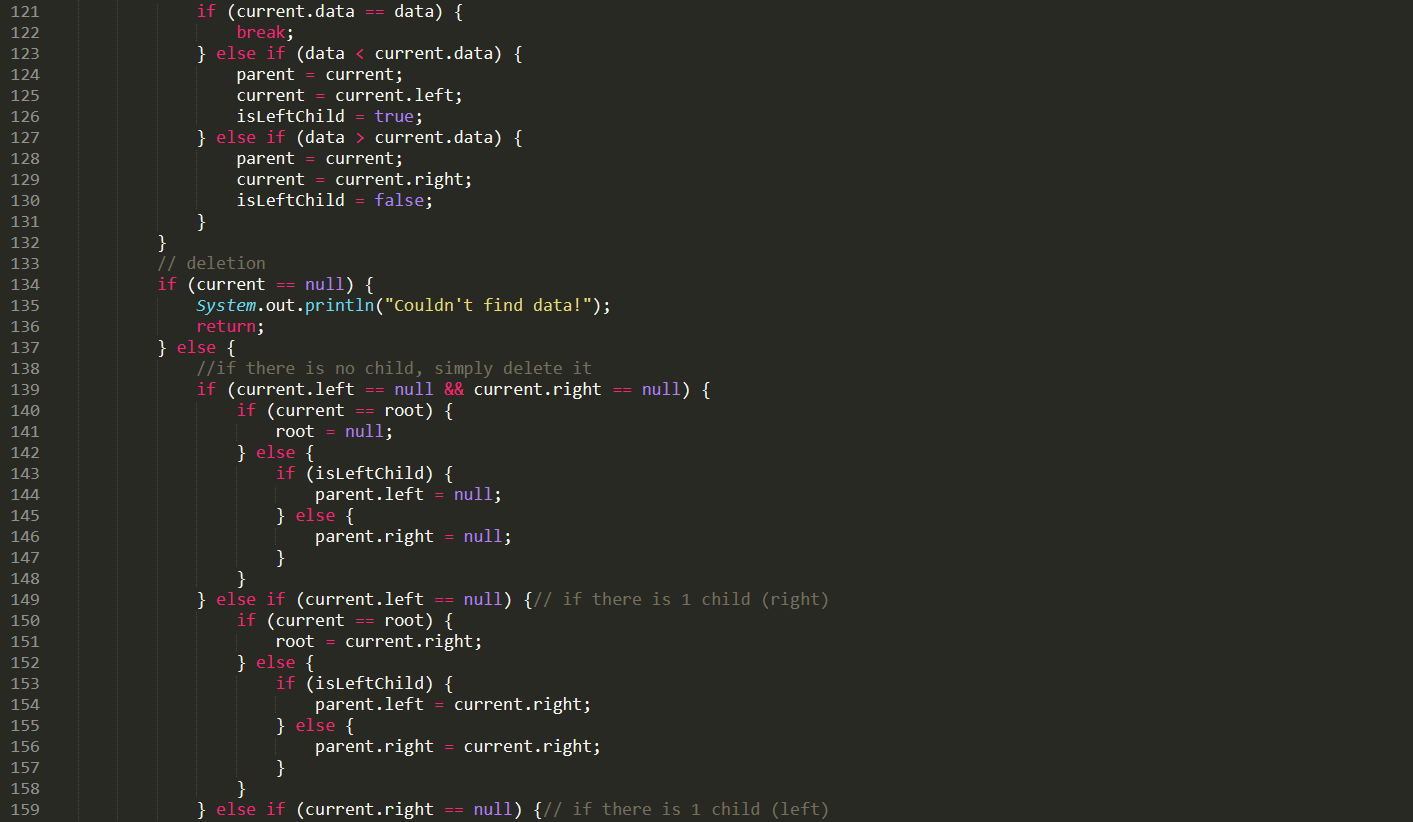 121 if (current.data == data) {
122 break;
123 } else if (data < current.data) {
124 parent = current;
125 current = current.left;
126 isLeftChild = true;
127 } else if (data > current.data) {
128 parent = current;
129 current = current.right;
130 isLeftChild = false;
131 }
132 }
133 // deletion
134 if (current == null) {
135 System.out.println("Couldn't find data!");
136 return;
137 } else {
138 //if there is no child, simply delete it
139 if (current.left == null && current.right == null) {
140 if (current == root) {
141 root = null;
142 } else {
143 if (isLeftChild) {
144 parent.left = null;
145 } else {
146 parent.right = null;
147 }
148 }
149 } else if (current.left == null) {// if there is 1 child (right)
150 if (current == root) {
151 root = current.right;
152 } else {
153 if (isLeftChild) {
154 parent.left = current.right;
155 } else {
156 parent.right = current.right;
157 }
158 }
159 } else if (current.right == null) {// if there is 1 child (left)